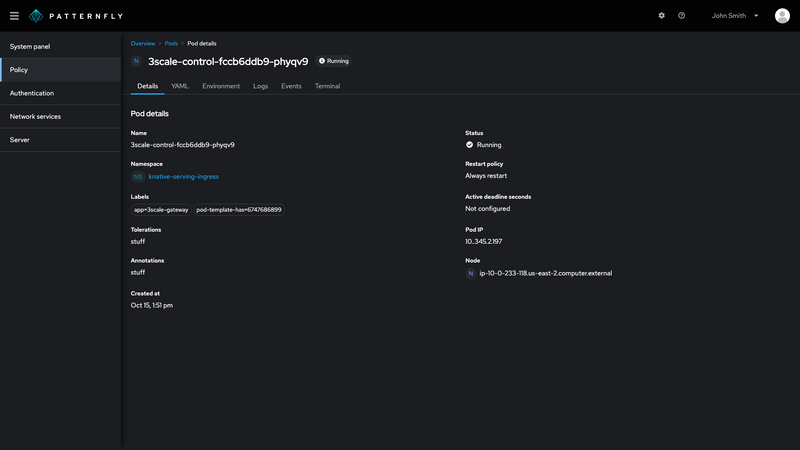 PATTERNFLY
John Smith
System panel
Policy
Authentication
Network services
Server
Overview > Pods > Pod details
N 3scale-control-fccb6ddb9-phyqv9 Running
Details YAML Environment Logs Events Terminal
Pod details
Name
3scale-control-fccb6ddb9-phyqv9
Namespace
NS knative-serving-ingress
Labels
app=3scale-gateway pod-template-has=6747686899
Tolerations
stuff
Annotations
stuff
Created at
Oct 15, 1:51 pm
Status
Running
Restart policy
Always restart
Active deadline seconds
Not configured
Pod IP
10..345.2.197
Node
N ip-10-0-233-118.us-east-2.computer.external